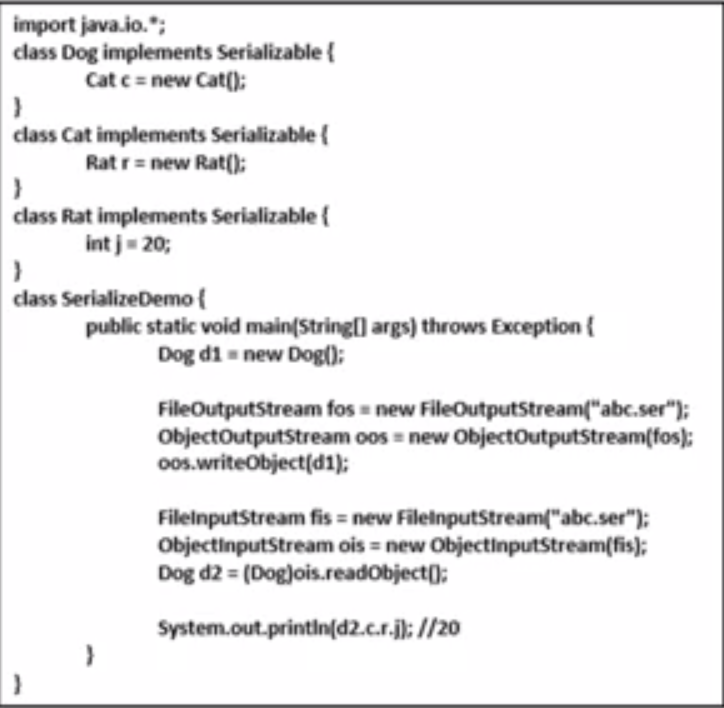 import java.io.*;
class Dog implements Serializable {
Cat c = new Cat();
}
class Cat implements Serializable {
Rat r = new Rat();
}
class Rat implements Serializable {
int j = 20;
}
class SerializeDemo {
public static void main(String[] args) throws Exception {
Dog d1 = new Dog();
FileOutputStream fos = new FileOutputStream("abc.ser");
ObjectOutputStream oos = new ObjectOutputStream(fos);
oos.writeObject(d1);
FileInputStream fis = new FileInputStream("abc.ser");
ObjectInputStream ois = new ObjectInputStream(fis);
Dog d2 = (Dog)ois.readObject();
System.out.println(d2.c.r.j); //20
}
}